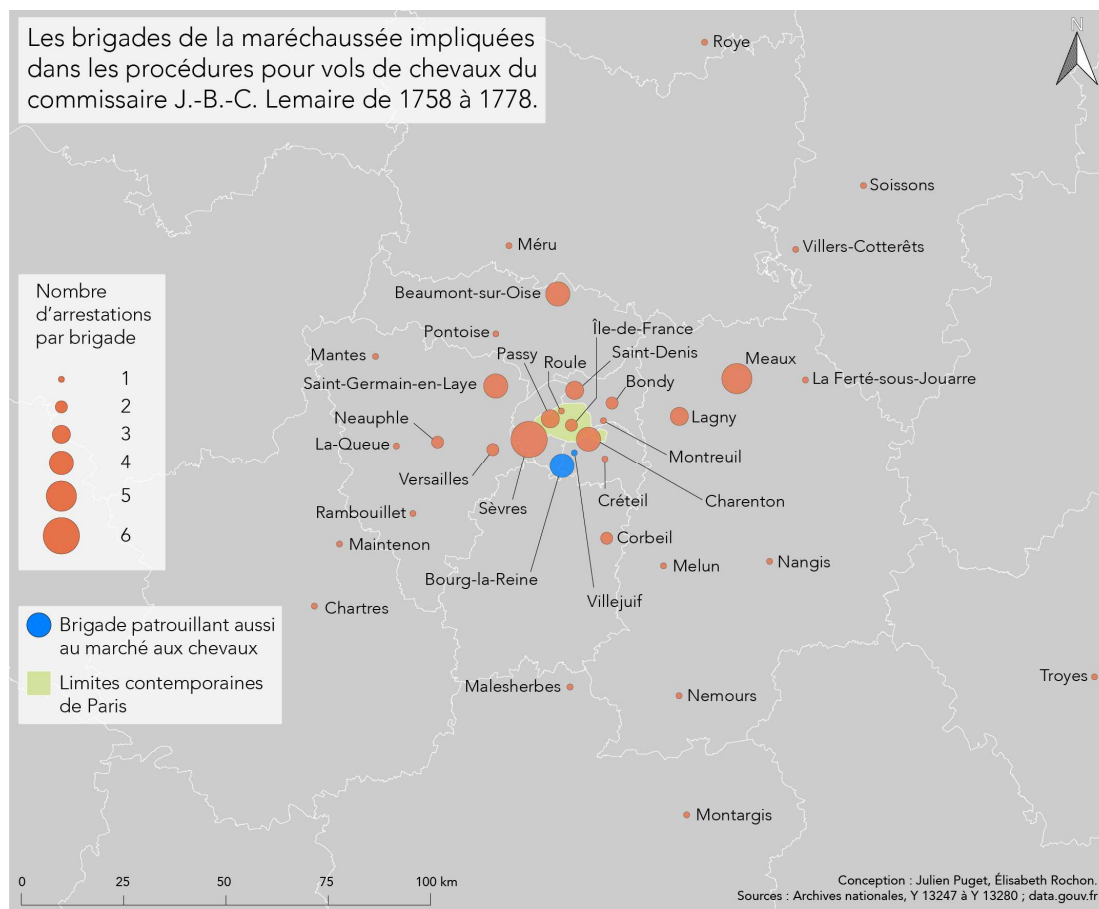 Les brigades de la maréchaussée impliquées
dans les procédures pour vols de chevaux du
commissaire J.-B.-C. Lemaire de 1758 à 1778.
N
Roye
Soissons
Villers-Cotterêts
Méru
Beaumont-sur-Oise
Île-de-France
Pontoise
Passy
Roule
Saint-Denis
Mantes
Meaux
La Ferté-sous-Jouarre
Saint-Germain-en-Laye
Bondy
Neauphle
Lagny
La-Queue
Montreuil
Versailles
Sèvres
Créteil
Charenton
Rambouillet
Maintenon
Corbeil
Bourg-la-Reine
Melun
Nangis
Villejuif
Chartres
Malesherbes
Nemours
Troyes
Montargis
Nombre
d'arrestations
par brigade
1
2
3
4
5
6
Brigade patrouillant aussi
au marché aux chevaux
Limites contemporaines
de Paris
0 25 50 75 100 km
Conception : Julien Puget, Élisabeth Rochon.
Sources : Archives nationales, Y 13247 à Y 13280 ; data.gouv.fr